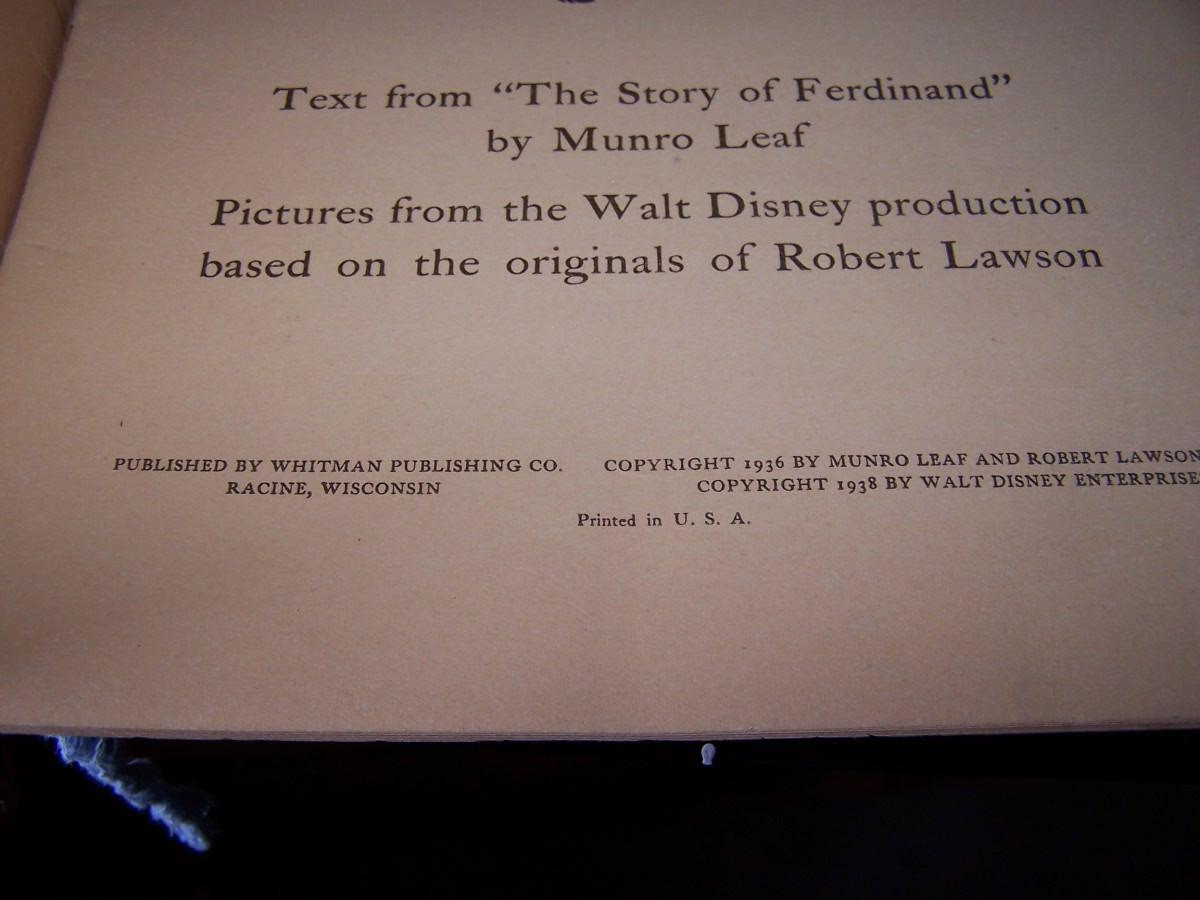 Text from “The Story of Ferdinand”
by Munro Leaf
Pictures from the Walt Disney production
based on the originals of Robert Lawson
PUBLISHED BY WHITMAN PUBLISHING CO.
RACINE, WISCONSIN
COPYRIGHT 1936 BY MUNRO LEAF AND ROBERT LAWSON
COPYRIGHT 1938 BY WALT DISNEY ENTERPRISE
Printed in U. S. A.